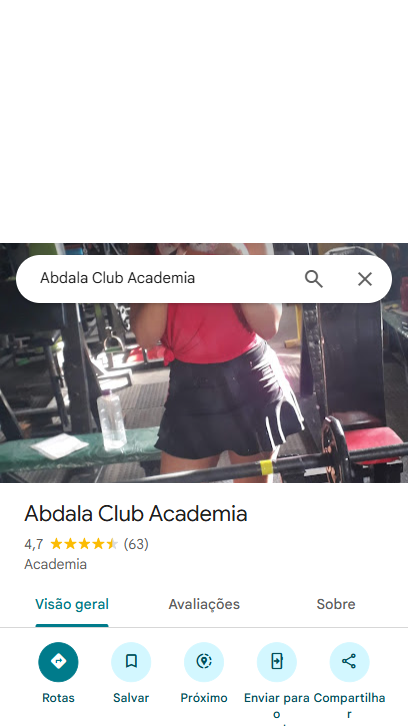 Abdala Club Academia
Abdala Club Academia
4,7 (63)
Academia
Visão geral Avaliações Sobre
Rotas Salvar Próximo Enviar para o Compartilhar